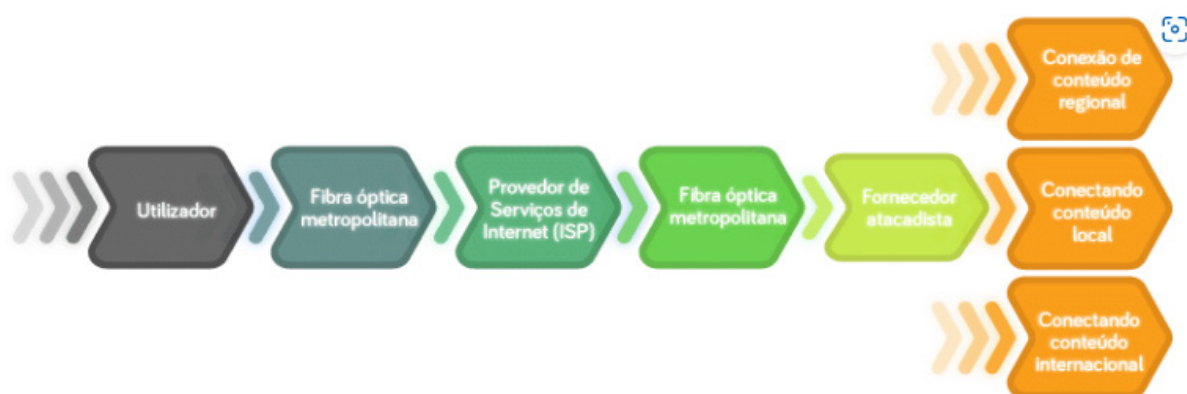 Utilizador
Fibra óptica
metropolitana
Provedor de
Serviços de
Internet (ISP)
Fibra óptica
metropolitana
Fornecedor
atacadista
Conexão de
conteúdo
regional
Conectando
conteúdo
local
Conectando
conteúdo
internacional